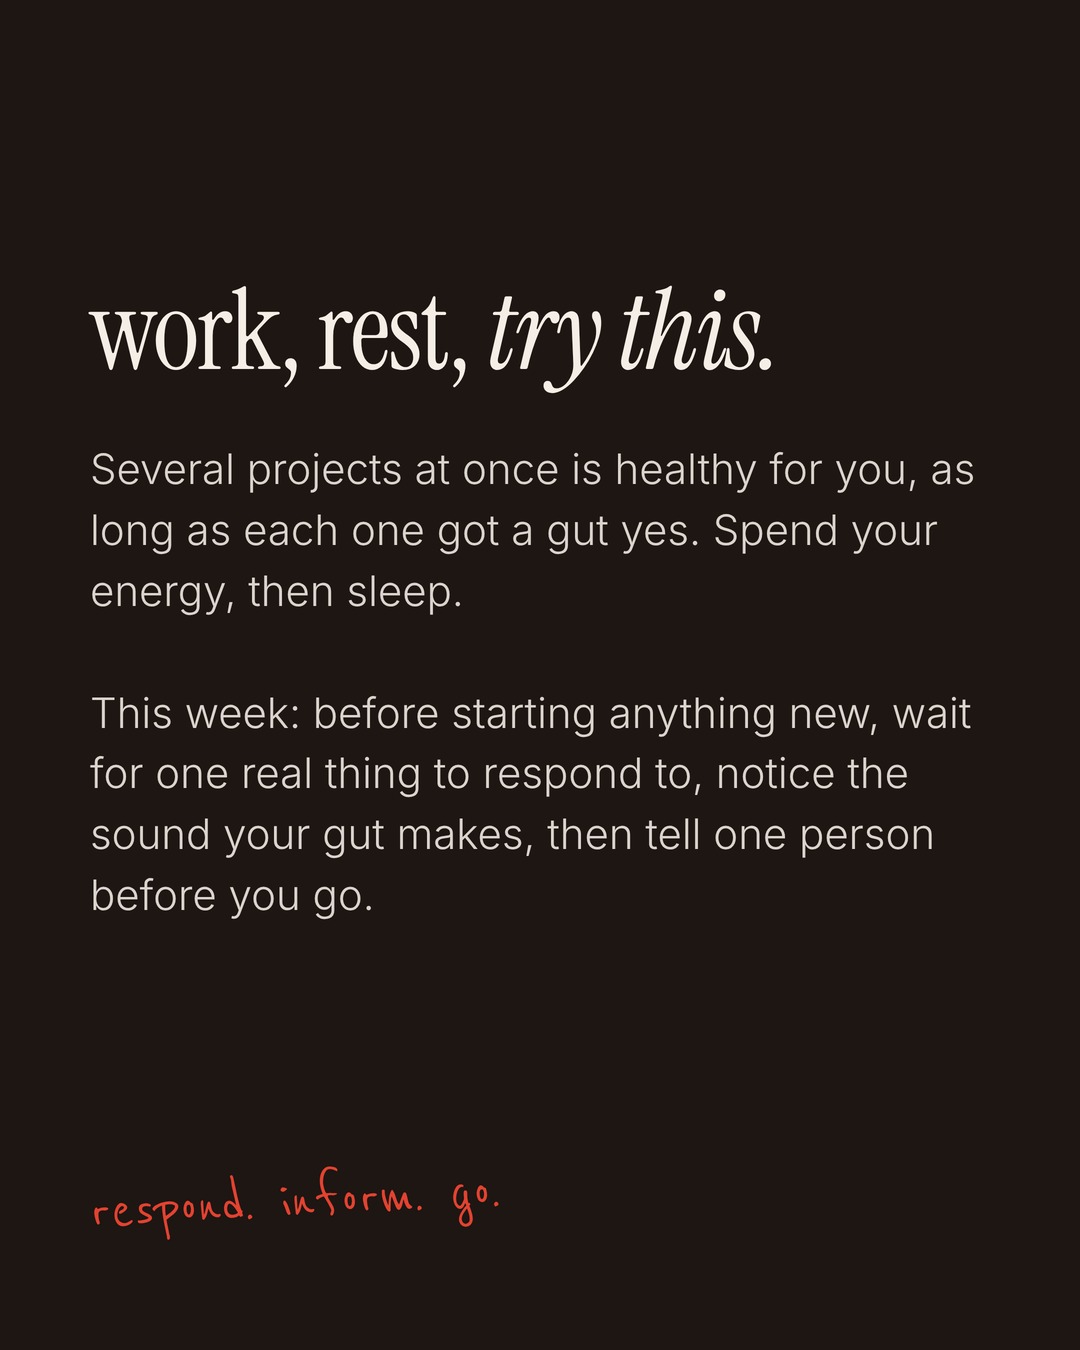 work, rest, try this.
Several projects at once is healthy for you, as
long as each one got a gut yes. Spend your
energy, then sleep.
This week: before starting anything new, wait
for one real thing to respond to, notice the
sound your gut makes, then tell one person
before you go.
respond. inform. go.